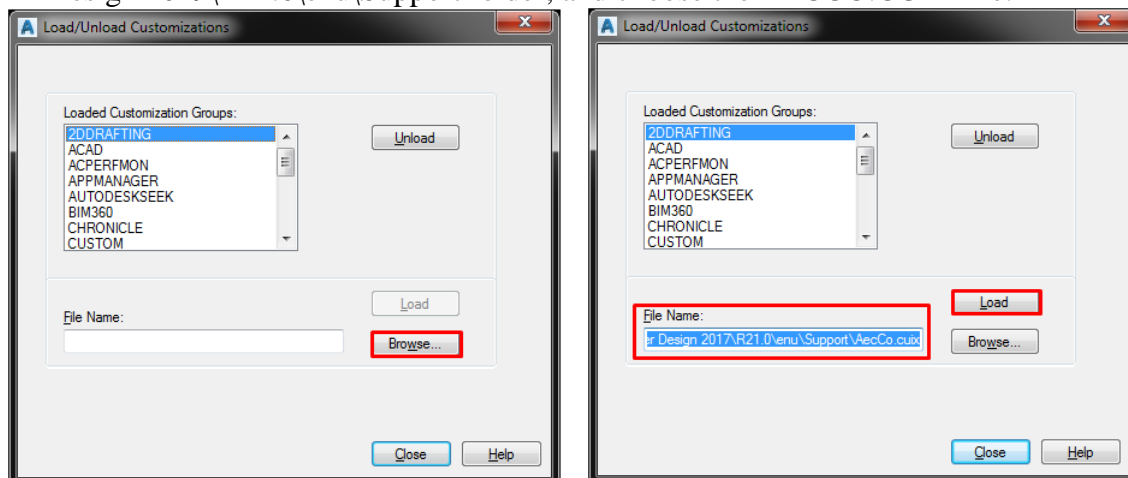 Load/Unload Customizations
Loaded Customization Groups:
2DDRAFTING
ACAD
ACPERFMON
APPMANAGER
AUTODESKSEEK
BIM360
CHRONICLE
CUSTOM
Unload
File Name:
Load
Browse...
Close Help
Load/Unload Customizations
Loaded Customization Groups:
2DDRAFTING
ACAD
ACPERFMON
APPMANAGER
AUTODESKSEEK
BIM360
CHRONICLE
CUSTOM
Unload
File Name:
er Design 2017\R21.0\enu\Support\AecCo.cuix
Load
Browse...
Close Help